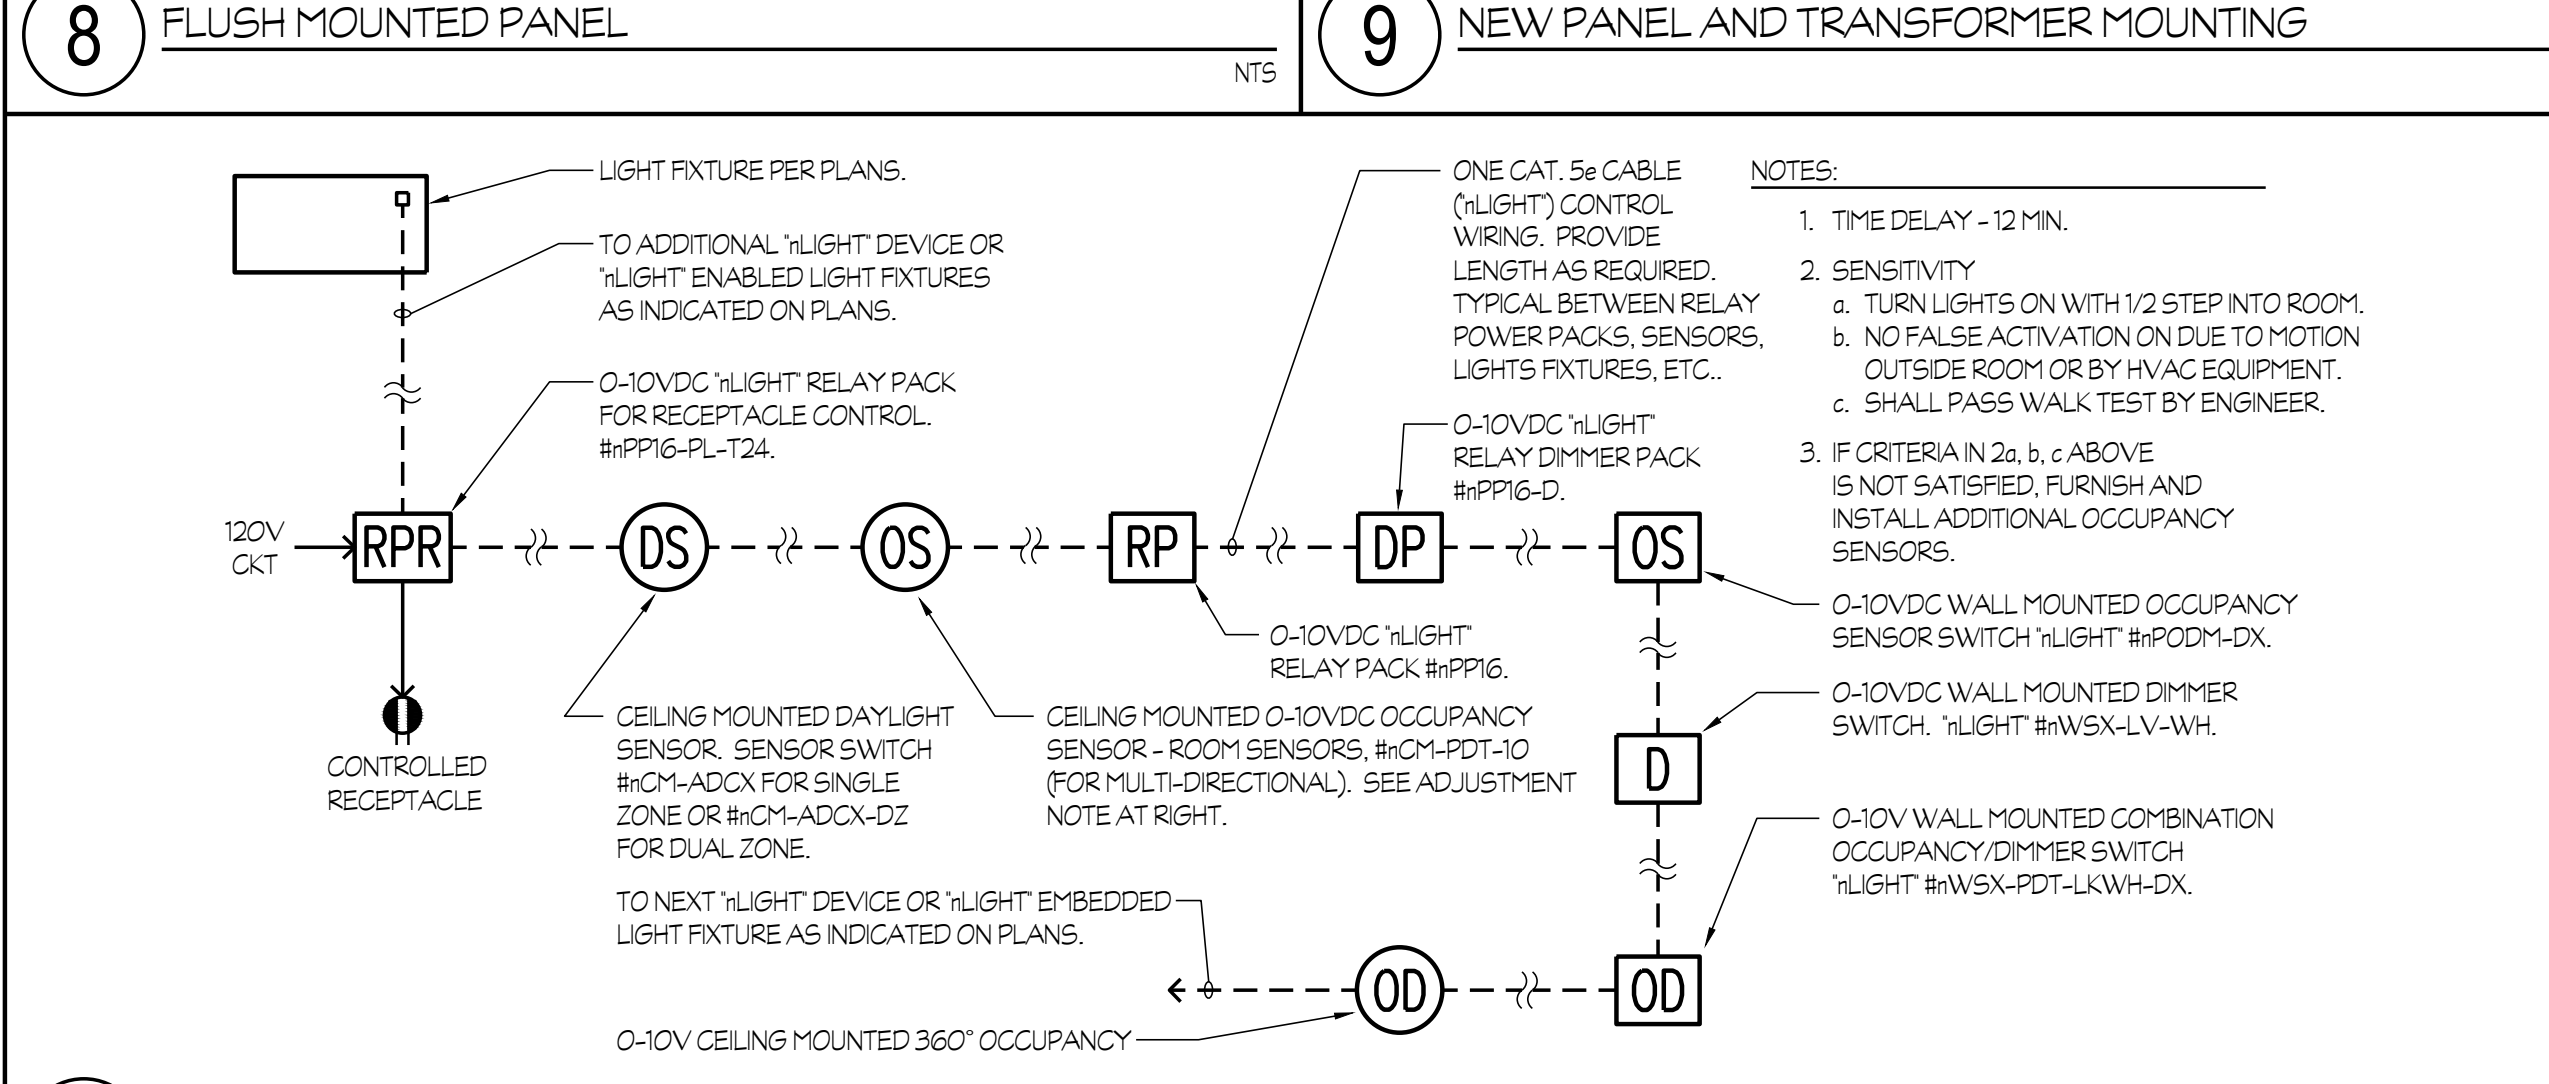 8
FLUSH MOUNTED PANEL
NTS
9
NEW PANEL AND TRANSFORMER MOUNTING
LIGHT FIXTURE PER PLANS.
TO ADDITIONAL "nLIGHT" DEVICE OR
"nLIGHT" ENABLED LIGHT FIXTURES
AS INDICATED ON PLANS.
0-10VDC "nLIGHT" RELAY PACK
FOR RECEPTACLE CONTROL.
#nPP16-PL-T24.
ONE CAT. 5e CABLE
("nLIGHT") CONTROL
WIRING. PROVIDE
LENGTH AS REQUIRED.
TYPICAL BETWEEN RELAY
POWER PACKS, SENSORS,
LIGHTS FIXTURES, ETC..
0-10VDC "nLIGHT"
RELAY DIMMER PACK
#nPP16-D.
NOTES:
1. TIME DELAY - 12 MIN.
2. SENSITIVITY
a. TURN LIGHTS ON WITH 1/2 STEP INTO ROOM.
b. NO FALSE ACTIVATION ON DUE TO MOTION
OUTSIDE ROOM OR BY HVAC EQUIPMENT.
c. SHALL PASS WALK TEST BY ENGINEER.
3. IF CRITERIA IN 2a, b, c ABOVE
IS NOT SATISFIED, FURNISH AND
INSTALL ADDITIONAL OCCUPANCY
SENSORS.
120V
CKT
RPR
DS
OS
RP
DP
OS
0-10VDC "nLIGHT"
RELAY PACK #nPP16.
0-10VDC WALL MOUNTED OCCUPANCY
SENSOR SWITCH "nLIGHT" #nPODM-DX.
0-10VDC WALL MOUNTED DIMMER
SWITCH. "nLIGHT" #nWSX-LV-WH.
CONTROLLED
RECEPTACLE
CEILING MOUNTED DAYLIGHT
SENSOR. SENSOR SWITCH
#nCM-ADCX FOR SINGLE
ZONE OR #nCM-ADCX-DZ
FOR DUAL ZONE.
CEILING MOUNTED 0-10VDC OCCUPANCY
SENSOR - ROOM SENSORS, #nCM-PDT-10
(FOR MULTI-DIRECTIONAL). SEE ADJUSTMENT
NOTE AT RIGHT.
D
0-10V WALL MOUNTED COMBINATION
OCCUPANCY/DIMMER SWITCH
"nLIGHT" #nWSX-PDT-LKWH-DX.
TO NEXT "nLIGHT" DEVICE OR "nLIGHT" EMBEDDED
LIGHT FIXTURE AS INDICATED ON PLANS.
OD
OD
0-10V CEILING MOUNTED 360° OCCUPANCY